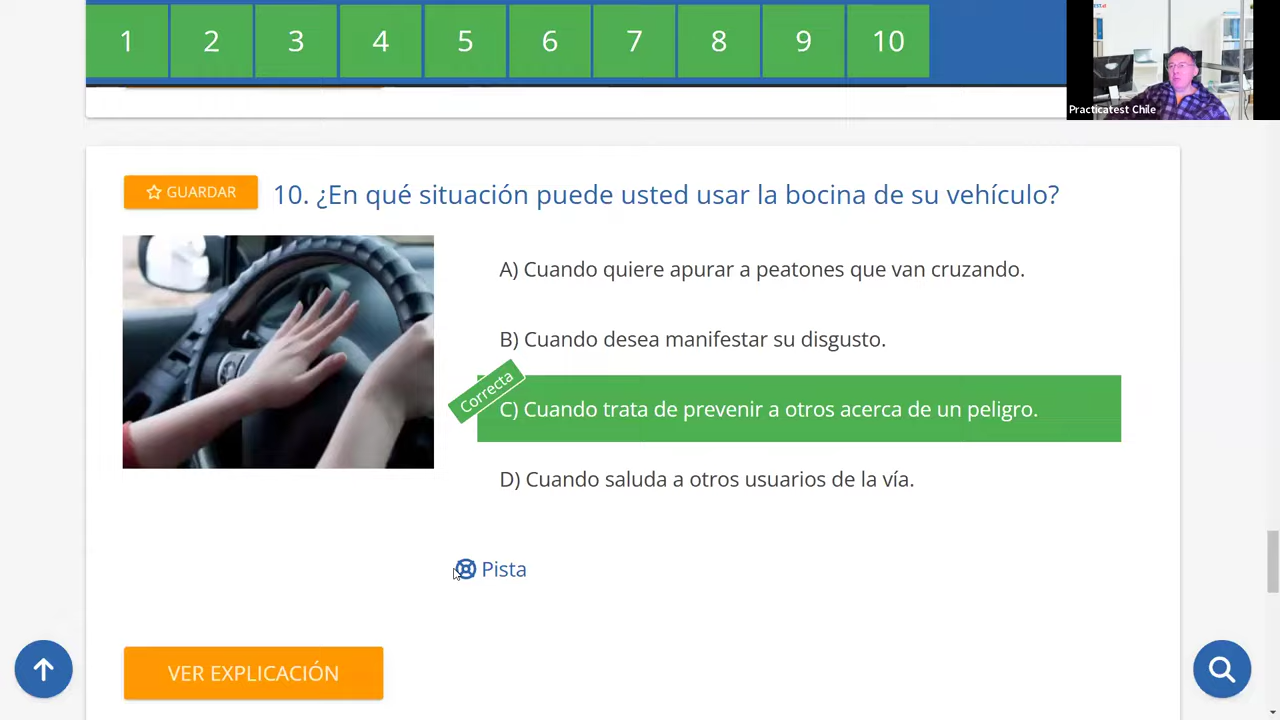 1 2 3 4 5 6 7 8 9 10
Practicatest Chile
GUARDAR
10. ¿En qué situación puede usted usar la bocina de su vehículo?
A) Cuando quiere apurar a peatones que van cruzando.
B) Cuando desea manifestar su disgusto.
Correcta
C) Cuando trata de prevenir a otros acerca de un peligro.
D) Cuando saluda a otros usuarios de la vía.
Pista
VER EXPLICACIÓN